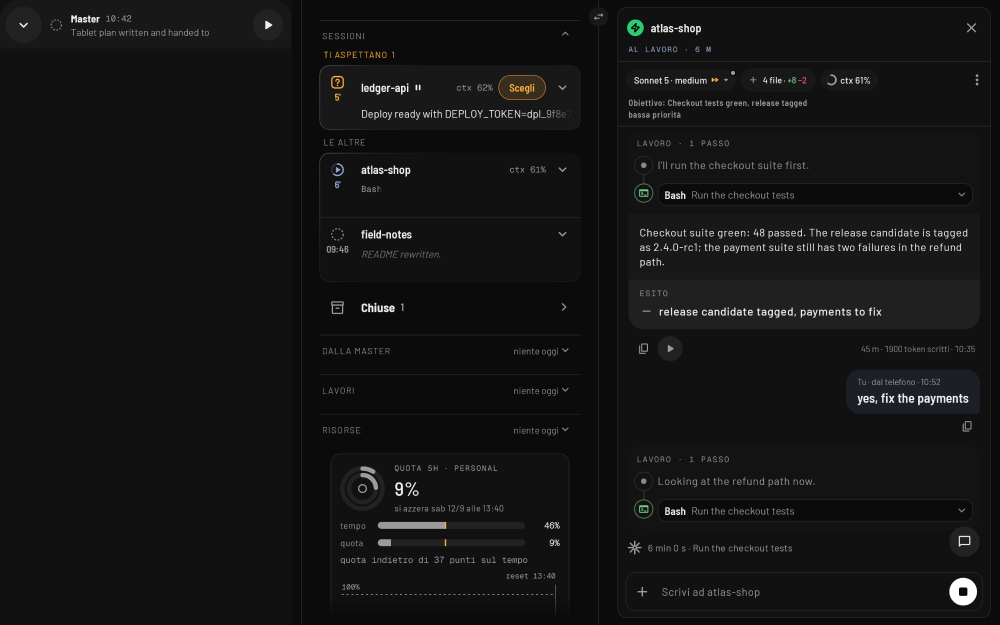 Master 10:42
Tablet plan written and handed to
SESSIONI
TI ASPETTANO 1
ledger-api
ctx 62%
Scegli
5'
Deploy ready with DEPLOY_TOKEN=dpl_9f8e7
LE ALTRE
atlas-shop
ctx 61%
6'
Bash
field-notes
09:46
README rewritten.
Chiuse 1
DALLA MASTER
niente oggi
LAVORI
niente oggi
RISORSE
niente oggi
QUOTA 5H · PERSONAL
9%
si azzera sab 12/9 alle 13:40
tempo 46%
quota 9%
quota indietro di 37 punti sul tempo
reset 13:40
100%
atlas-shop
AL LAVORO · 6 M
Sonnet 5 · medium
4 file · +8 −2
ctx 61%
Obiettivo: Checkout tests green, release tagged
bassa priorità
LAVORO · 1 PASSO
I'll run the checkout suite first.
Bash Run the checkout tests
Checkout suite green: 48 passed. The release candidate is tagged
as 2.4.0-rc1; the payment suite still has two failures in the refund
path.
ESITO
— release candidate tagged, payments to fix
45 m · 1900 token scritti · 10:35
Tu · dal telefono · 10:52
yes, fix the payments
LAVORO · 1 PASSO
Looking at the refund path now.
Bash Run the checkout tests
6 min 0 s · Run the checkout tests
Scrivi ad atlas-shop